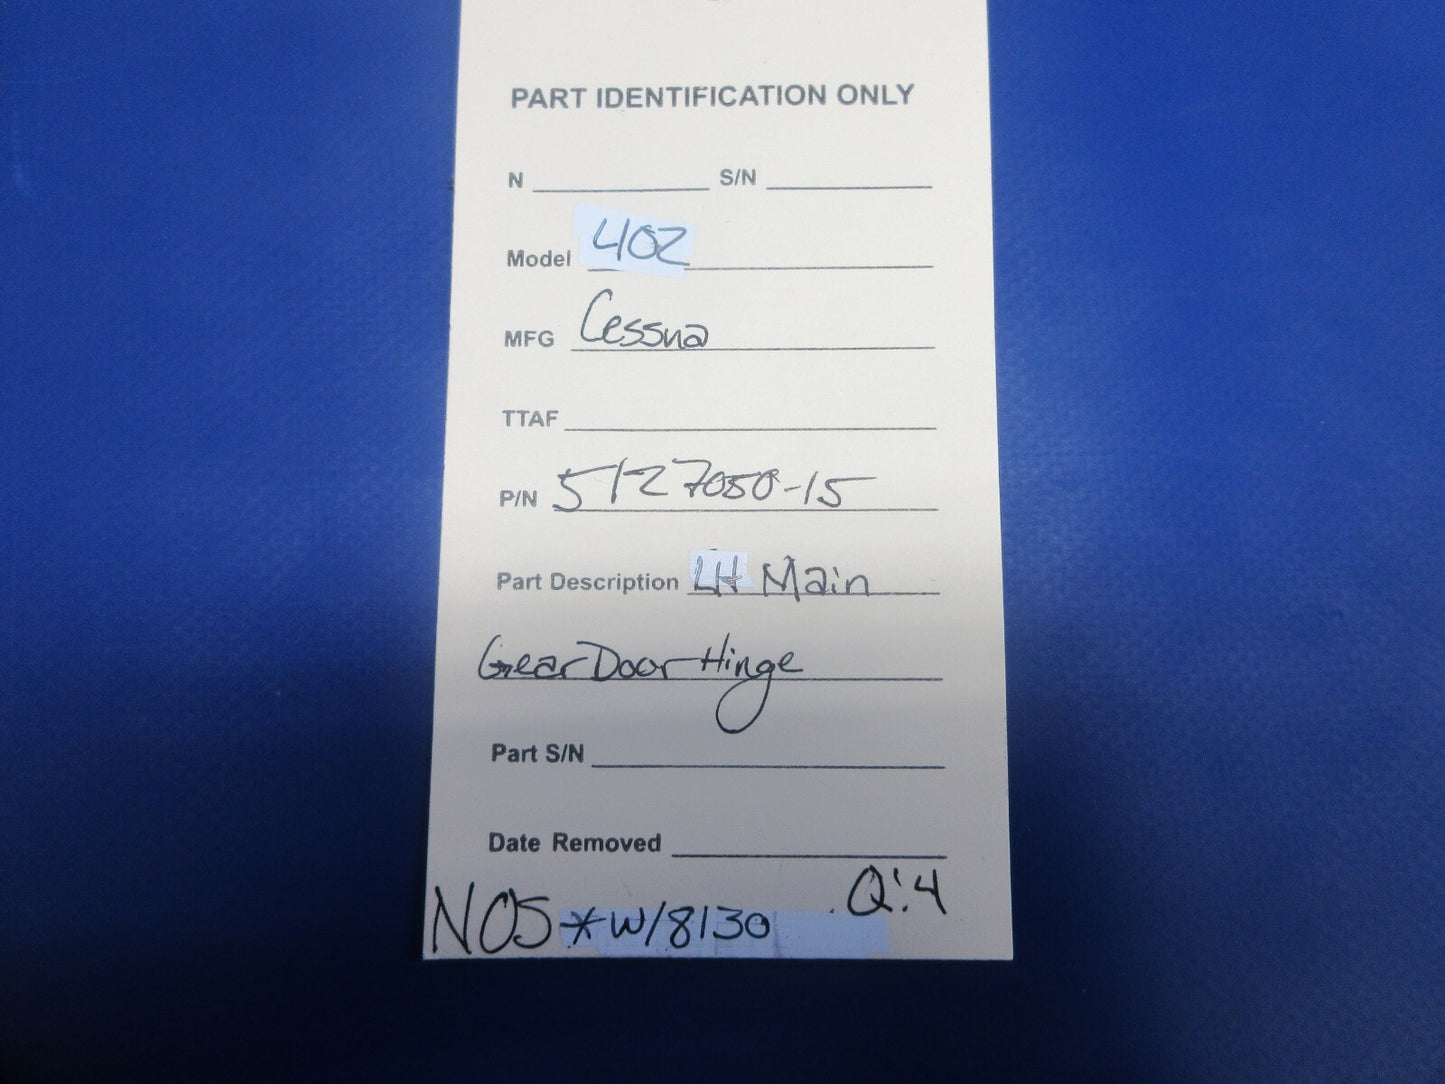 PART IDENTIFICATION ONLY
N S/N
Model 402
MFG Cessna
TTAF
P/N 5127050-15
Part Description LH Main
Gear Door Hinge
Part S/N
Date Removed
Q:4
NOS *W/8130